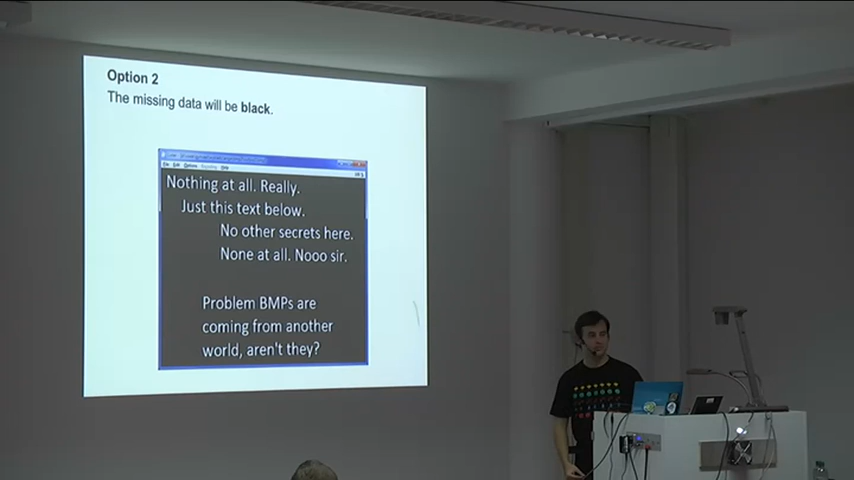 Option 2
The missing data will be black.
Nothing at all. Really.
Just this text below.
No other secrets here.
None at all. Nooo sir.
Problem BMPs are
coming from another
world, aren't they?